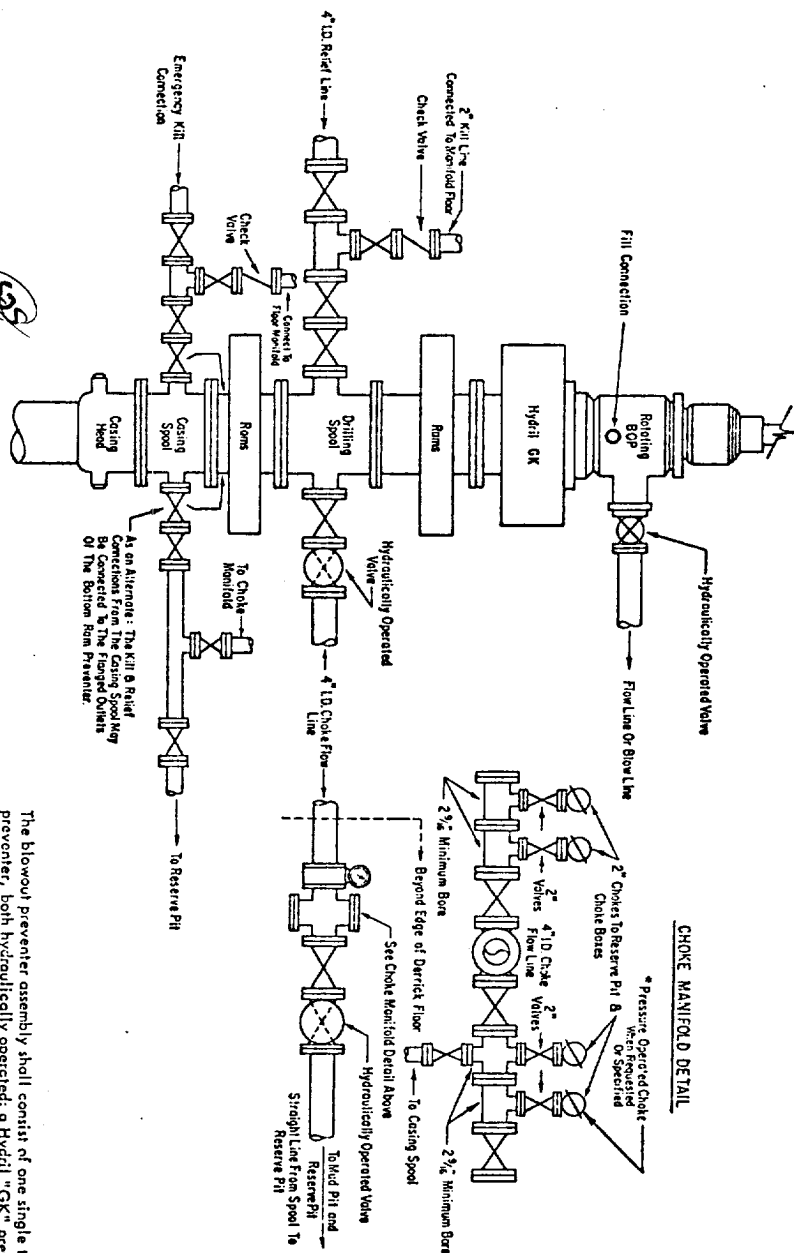 4" I.D. Relief Line
2" Kill Line
Connected To Manifold Floor
Check Valve
Fill Connection
Emergency Kill
Connection
Check
Valve
Connect To
Floor Manifold
Rotating
BOP
Hydraulically Operated Valve
Flow Line Or Blow Line
Hydril GK
Rams
Drilling
Spool
Hydraulically Operated
Valve
4" I.D. Choke Flow
Line
Rams
Casing
Spool
Casing
Head
As an Alternate: The Kill & Relief
Connections From The Casing Spool May
Be Connected To The Flanged Outlets
Of The Bottom Ram Preventer.
To Choke
Manifold
To Reserve Pit
CHOKE MANIFOLD DETAIL
* Pressure Operated Choke
When Requested
Or Specified
2" Chokes To Reserve Pit &
Choke Boxes
2"
Valves
4" I.D. Choke
Flow Line
2"
Valves
2 9/16" Minimum Bore
2 9/16" Minimum Bore
To Casing Spool
Beyond Edge of Derrick Floor
See Choke Manifold Detail Above
Hydraulically Operated Valve
To Mud Pit and
Reserve Pit
Straight Line From Spool To
Reserve Pit
The blowout preventer assembly shall consist of one single
preventer, both hydraulically operated; a Hydril "GK"